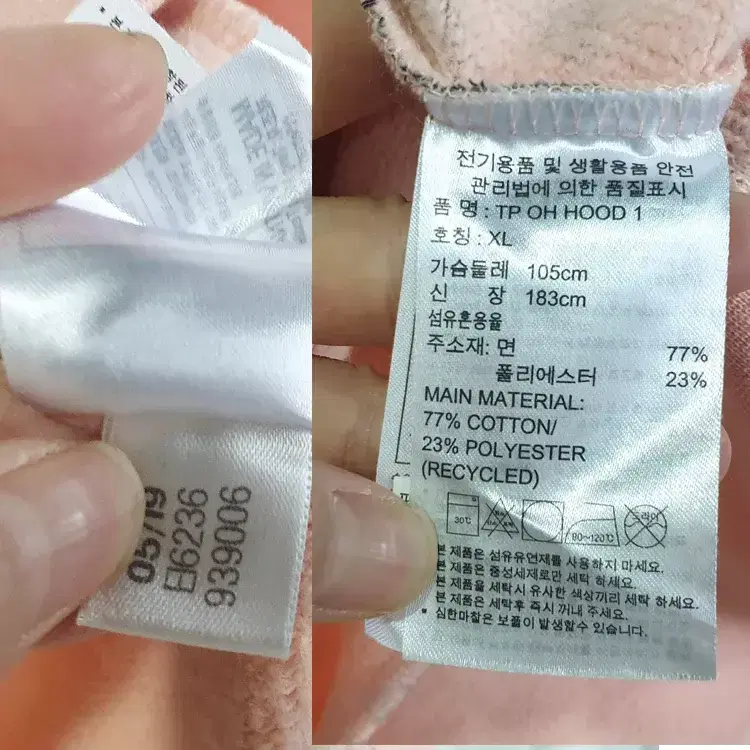 MADE IN
05/19
EI6236
939006
전기용품 및 생활용품 안전
관리법에 의한 품질표시
품 명 : TP OH HOOD 1
호칭 : XL
가슴둘레 105cm
신 장 183cm
섬유혼용율
주소재: 면 77%
폴리에스터 23%
MAIN MATERIAL:
77% COTTON/
23% POLYESTER
(RECYCLED)
30℃
80~120℃
드라이
본 제품은 섬유유연제를 사용하지 마세요.
본 제품은 중성세제로만 세탁 하세요.
본 제품을 세탁시 유사한 색상끼리 세탁 하세요.
본 제품은 세탁후 즉시 꺼내 주세요.
* 심한마찰은 보풀이 발생할수 있습니다.